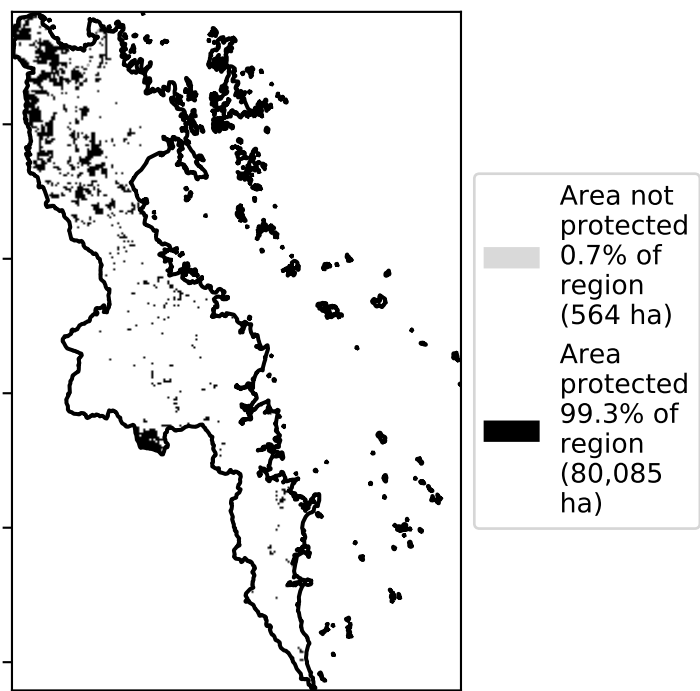 Area not
protected
0.7% of
region
(564 ha)
Area
protected
99.3% of
region
(80,085
ha)